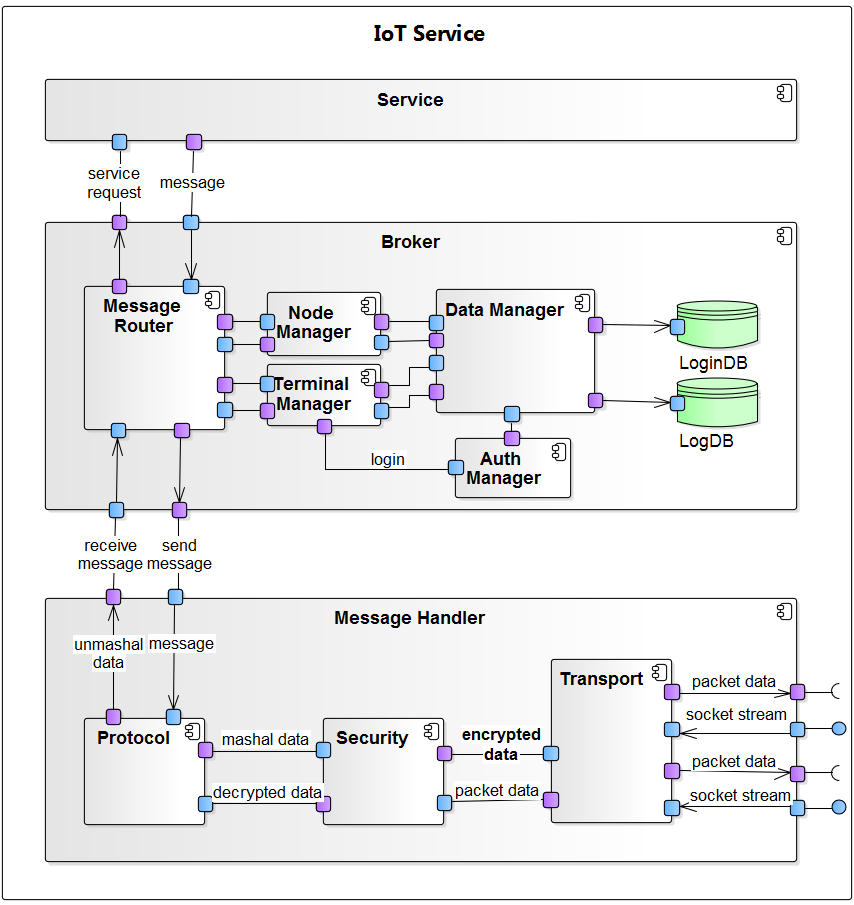 IoT Service
Service
service
request
message
Broker
Message
Router
Node
Manager
Data Manager
LoginDB
Terminal
Manager
LogDB
login
Auth
Manager
receive
message
send
message
Message Handler
unmashal
data
message
Transport
packet data
socket stream
Protocol
mashal data
Security
encrypted
data
packet data
decrypted data
packet data
socket stream